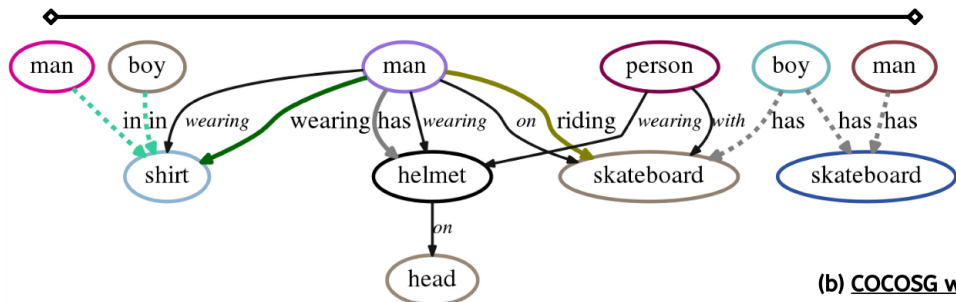 man boy man person boy man
in in wearing wearing has wearing on riding wearing with has has has
shirt helmet skateboard skateboard
on
head
(b) COCOSG w